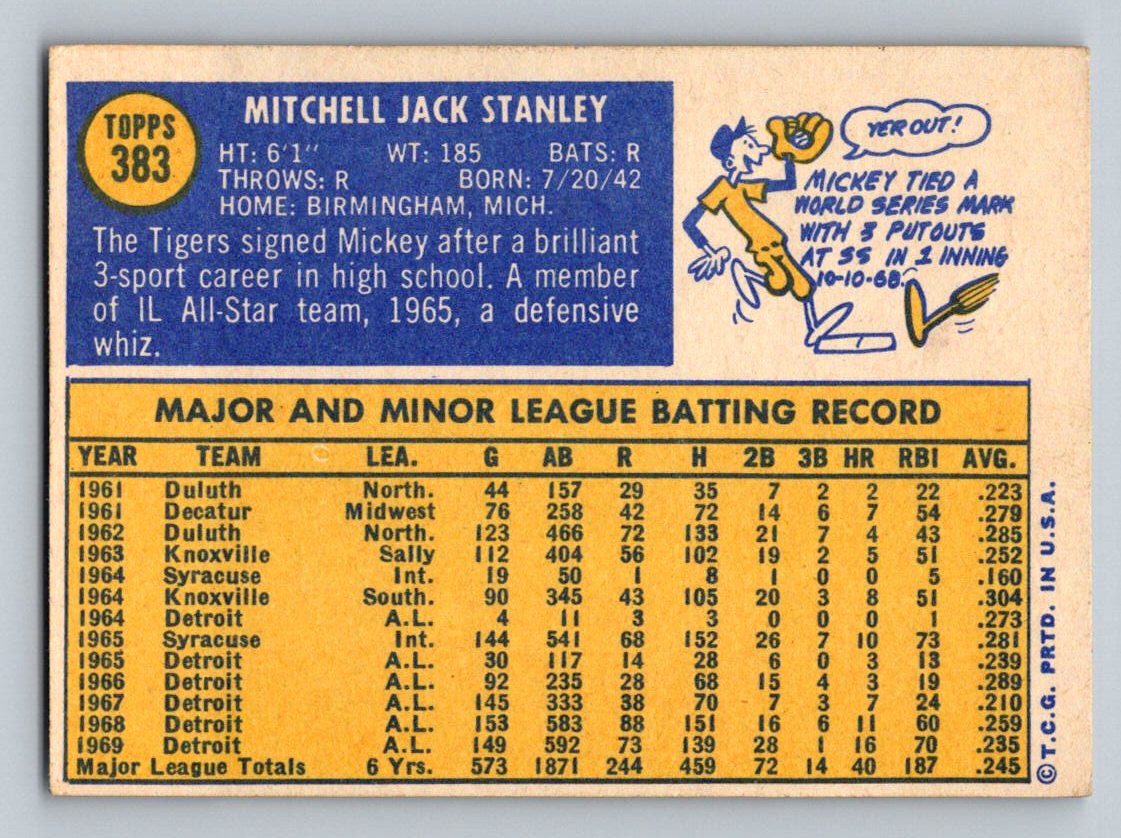 TOPPS
383
MITCHELL JACK STANLEY
HT: 6'1" WT: 185 BATS: R
THROWS: R BORN: 7/20/42
HOME: BIRMINGHAM, MICH.
The Tigers signed Mickey after a brilliant
3-sport career in high school. A member
of IL All-Star team, 1965, a defensive
whiz.
YER OUT!
MICKEY TIED A
WORLD SERIES MARK
WITH 3 PUTOUTS
AT SS IN 1 INNING
10-10-68.
MAJOR AND MINOR LEAGUE BATTING RECORD
YEAR TEAM LEA. G AB R H 2B 3B HR RBI AVG.
1961 Duluth North. 44 157 29 35 7 2 2 22 .223
1961 Decatur Midwest 76 258 42 72 14 6 7 54 .279
1962 Duluth North. 123 466 72 133 21 7 4 43 .285
1963 Knoxville Sally 112 404 56 102 19 2 5 51 .252
1964 Syracuse Int. 19 50 1 8 1 0 0 5 .160
1964 Knoxville South. 90 345 43 105 20 3 8 51 .304
1964 Detroit A.L. 4 11 3 3 0 0 0 1 .273
1965 Syracuse Int. 144 541 68 152 26 7 10 73 .281
1965 Detroit A.L. 30 117 14 28 6 0 3 13 .239
1966 Detroit A.L. 92 235 28 68 15 4 3 19 .289
1967 Detroit A.L. 145 333 38 70 7 3 7 24 .210
1968 Detroit A.L. 153 583 88 151 16 6 11 60 .259
1969 Detroit A.L. 149 592 73 139 28 1 16 70 .235
Major League Totals 6 Yrs. 573 1871 244 459 72 14 40 187 .245
© T.C.G. PRTD. IN U.S.A.